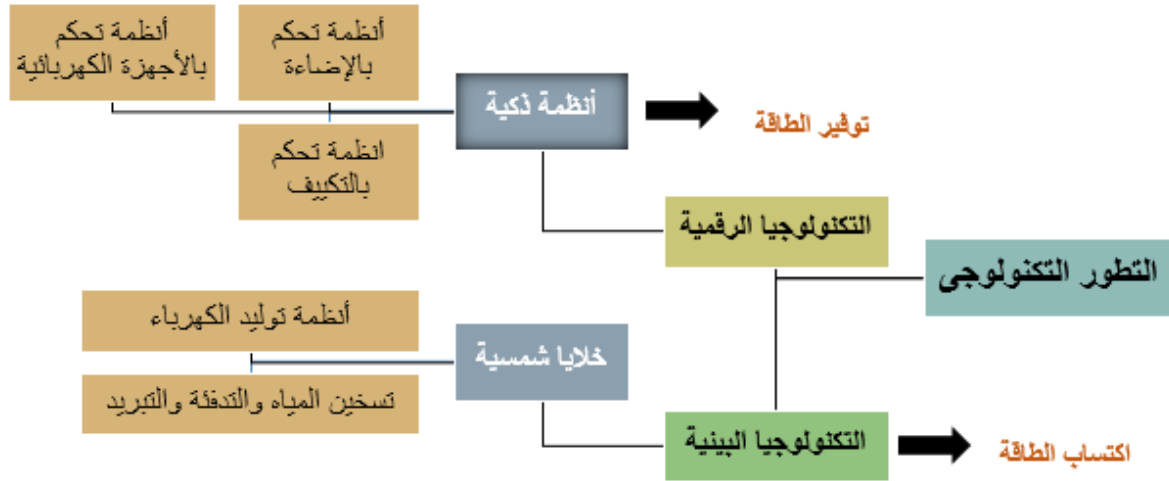 أنظمة تحكم
بالإضاءة
أنظمة تحكم
بالأجهزة الكهربائية
أنظمة ذكية
توفير الطاقة
انظمة تحكم
بالتكييف
التكنولوجيا الرقمية
التطور التكنولوجي
أنظمة توليد الكهرباء
خلايا شمسية
تسخين المياه والتدفئة والتبريد
التكنولوجيا البينية
اكتساب الطاقة